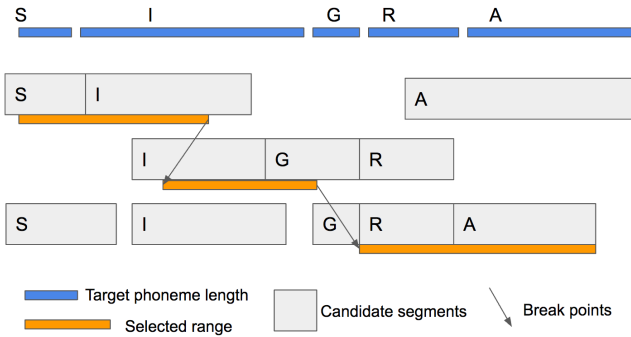 S I G R A
S I A
I G R
S I G R A
Target phoneme length
Selected range
Candidate segments
Break points